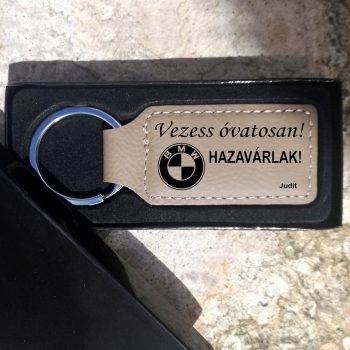 Vezess óvatosan!
BMW
HAZAVÁRLAK!
Judit